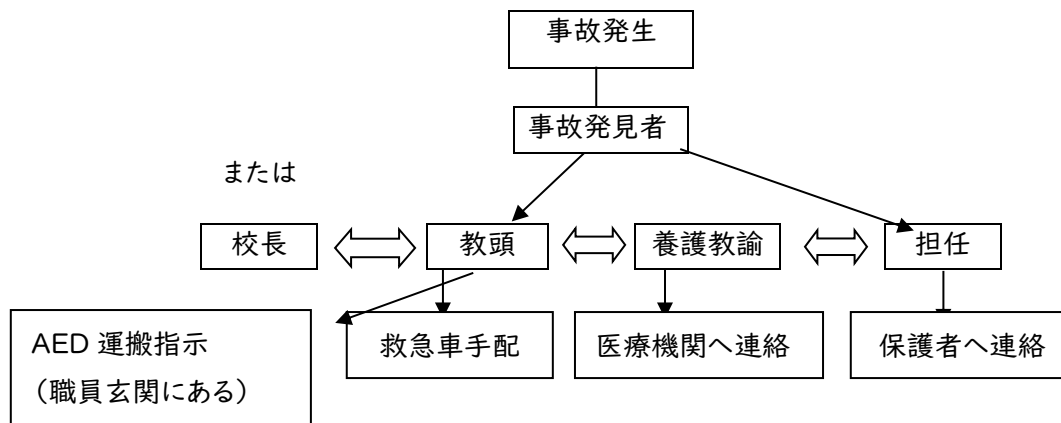 事故発生
事故発見者
または
校長
教頭
養護教諭
担任
AED 運搬指示
（職員玄関にある）
救急車手配
医療機関へ連絡
保護者へ連絡